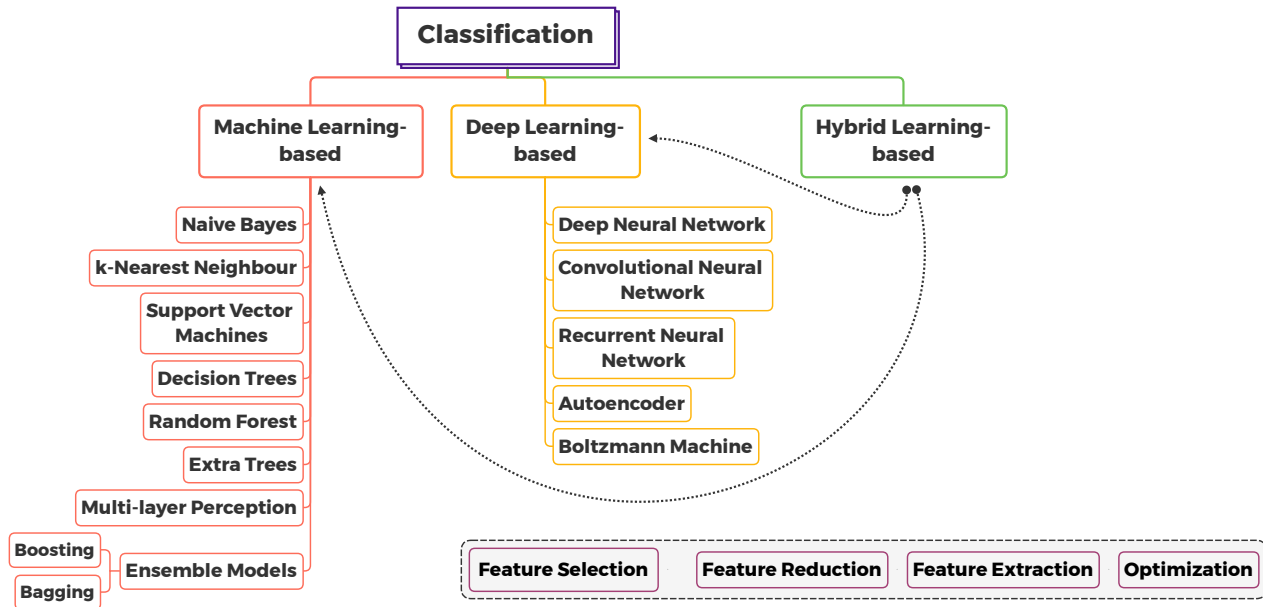 Classification
Machine Learning-
based
Deep Learning-
based
Hybrid Learning-
based
Naive Bayes
k-Nearest Neighbour
Support Vector
Machines
Decision Trees
Random Forest
Extra Trees
Multi-layer Perception
Ensemble Models
Boosting
Bagging
Deep Neural Network
Convolutional Neural
Network
Recurrent Neural
Network
Autoencoder
Boltzmann Machine
Feature Selection
Feature Reduction
Feature Extraction
Optimization